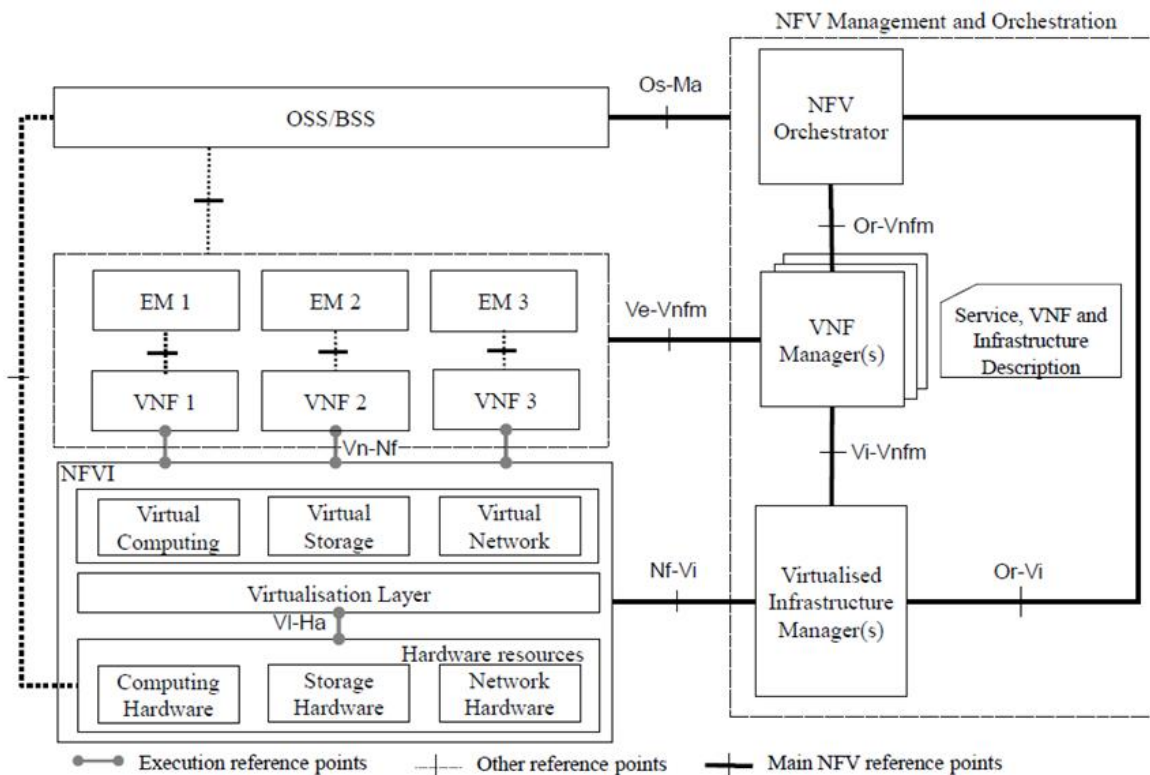 NFV Management and Orchestration
Os-Ma
OSS/BSS
NFV
Orchestrator
Or-Vnfm
EM 1
EM 2
EM 3
Ve-Vnfm
VNF
Manager(s)
Service, VNF and
Infrastructure
Description
VNF 1
VNF 2
VNF 3
Vn-Nf
Vi-Vnfm
NFVI
Virtual
Computing
Virtual
Storage
Virtual
Network
Nf-Vi
Virtualised
Infrastructure
Manager(s)
Or-Vi
Virtualisation Layer
Vl-Ha
Hardware resources
Computing
Hardware
Storage
Hardware
Network
Hardware
Execution reference points
Other reference points
Main NFV reference points